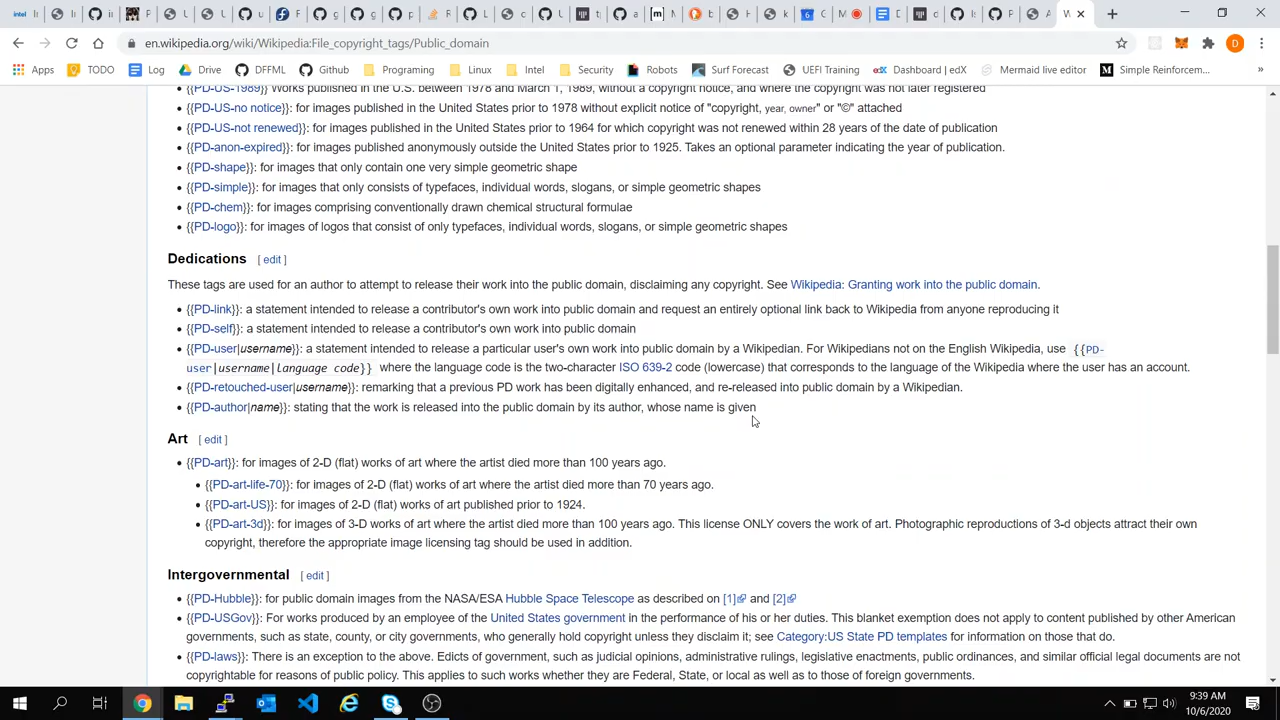 intel
en.wikipedia.org/wiki/Wikipedia:File_copyright_tags/Public_domain
D
Apps TODO Log Drive DFFML Github Programing Linux Intel Security Robots Surf Forecast UEFI Training Dashboard | edX Mermaid live editor Simple Reinforcem... »
• {{PD-US-1989}} Works published in the U.S. between 1978 and March 1, 1989, without a copyright notice, and where the copyright was not later registered
• {{PD-US-no notice}}: for images published in the United States prior to 1978 without explicit notice of "copyright, year, owner" or "©" attached
• {{PD-US-not renewed}}: for images published in the United States prior to 1964 for which copyright was not renewed within 28 years of the date of publication
• {{PD-anon-expired}}: for images published anonymously outside the United States prior to 1925. Takes an optional parameter indicating the year of publication.
• {{PD-shape}}: for images that only contain one very simple geometric shape
• {{PD-simple}}: for images that only consists of typefaces, individual words, slogans, or simple geometric shapes
• {{PD-chem}}: for images comprising conventionally drawn chemical structural formulae
• {{PD-logo}}: for images of logos that consist of only typefaces, individual words, slogans, or simple geometric shapes
Dedications [ edit ]
These tags are used for an author to attempt to release their work into the public domain, disclaiming any copyright. See Wikipedia: Granting work into the public domain.
• {{PD-link}}: a statement intended to release a contributor's own work into public domain and request an entirely optional link back to Wikipedia from anyone reproducing it
• {{PD-self}}: a statement intended to release a contributor's own work into public domain
• {{PD-user|username}}: a statement intended to release a particular user's own work into public domain by a Wikipedian. For Wikipedians not on the English Wikipedia, use {{PD-
user|username|language code}} where the language code is the two-character ISO 639-2 code (lowercase) that corresponds to the language of the Wikipedia where the user has an account.
• {{PD-retouched-user|username}}: remarking that a previous PD work has been digitally enhanced, and re-released into public domain by a Wikipedian.
• {{PD-author|name}}: stating that the work is released into the public domain by its author, whose name is given
Art [ edit ]
• {{PD-art}}: for images of 2-D (flat) works of art where the artist died more than 100 years ago.
• {{PD-art-life-70}}: for images of 2-D (flat) works of art where the artist died more than 70 years ago.
• {{PD-art-US}}: for images of 2-D (flat) works of art published prior to 1924.
• {{PD-art-3d}}: for images of 3-D works of art where the artist died more than 100 years ago. This license ONLY covers the work of art. Photographic reproductions of 3-d objects attract their own
copyright, therefore the appropriate image licensing tag should be used in addition.
Intergovernmental [ edit ]
• {{PD-Hubble}}: for public domain images from the NASA/ESA Hubble Space Telescope as described on [1] and [2]
• {{PD-USGov}}: For works produced by an employee of the United States government in the performance of his or her duties. This blanket exemption does not apply to content published by other American
governments, such as state, county, or city governments, who generally hold copyright unless they disclaim it; see Category:US State PD templates for information on those that do.
• {{PD-laws}}: There is an exception to the above. Edicts of government, such as judicial opinions, administrative rulings, legislative enactments, public ordinances, and similar official legal documents are not
copyrightable for reasons of public policy. This applies to such works whether they are Federal, State, or local as well as to those of foreign governments.
9:39 AM
10/6/2020